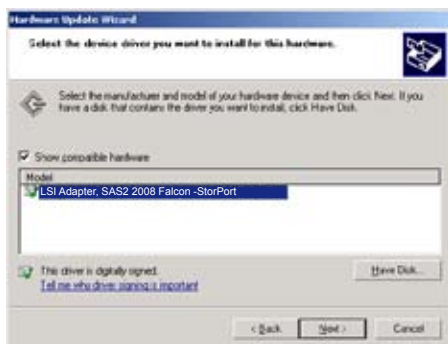 Hardware Update Wizard
Select the device driver you want to install for this hardware.
Select the manufacturer and model of your hardware device and then click Next. If you
have a disk that contains the driver you want to install, click Have Disk.
Show compatible hardware
Model
LSI Adapter, SAS2 2008 Falcon -StorPort
This driver is digitally signed.
Have Disk...
Tell me why driver signing is important
< Back
Next >
Cancel